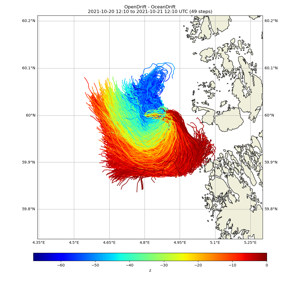 OpenDrift - OceanDrift
2021-10-20 12:10 to 2021-10-21 12:10 UTC (49 steps)
60.2°N 60.2°N
60.1°N 60.1°N
60°N 60°N
59.9°N 59.9°N
59.8°N 59.8°N
4.35°E 4.5°E 4.65°E 4.8°E 4.95°E 5.1°E 5.25°E
−60 −50 −40 −30 −20 −10 0
z